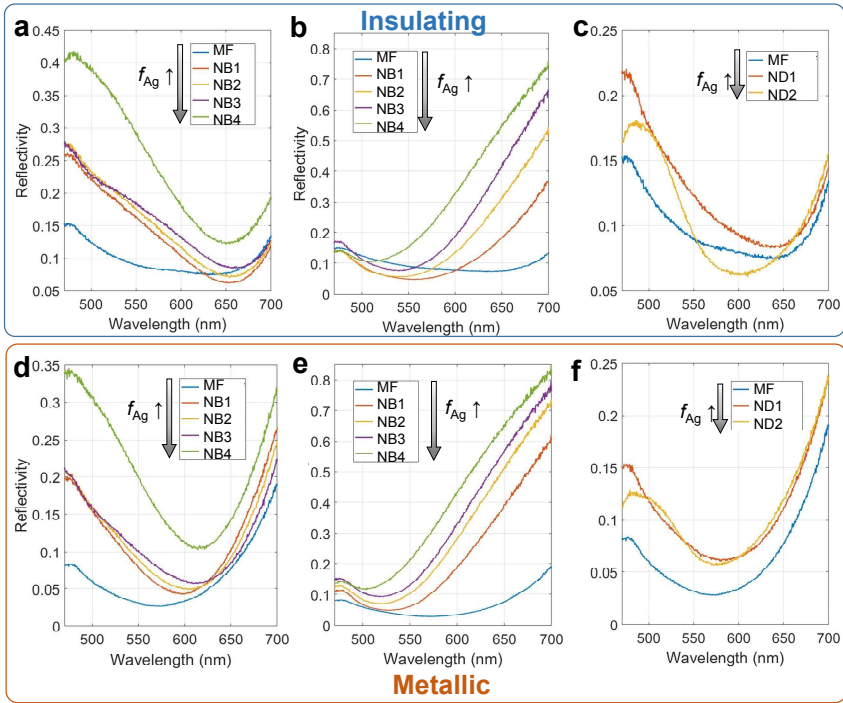 Insulating
a
Reflectivity
0.45
0.4
0.35
0.3
0.25
0.2
0.15
0.1
0.05
500
550
600
650
700
Wavelength (nm)
fAg ↑
MF
NB1
NB2
NB3
NB4
b
Reflectivity
0.8
0.7
0.6
0.5
0.4
0.3
0.2
0.1
0
500
550
600
650
700
Wavelength (nm)
MF
NB1
NB2
NB3
NB4
fAg ↑
c
0.25
0.2
0.15
0.1
0.05
500
550
600
650
700
Wavelength (nm)
fAg ↑
MF
ND1
ND2
d
Reflectivity
0.35
0.3
0.25
0.2
0.15
0.1
0.05
0
500
550
600
650
700
Wavelength (nm)
fAg ↑
MF
NB1
NB2
NB3
NB4
e
0.8
0.7
0.6
0.5
0.4
0.3
0.2
0.1
0
500
550
600
650
700
Wavelength (nm)
MF
NB1
NB2
NB3
NB4
fAg ↑
f
0.25
0.2
0.15
0.1
0.05
0
500
550
600
650
700
Wavelength (nm)
fAg ↑
MF
ND1
ND2
Metallic